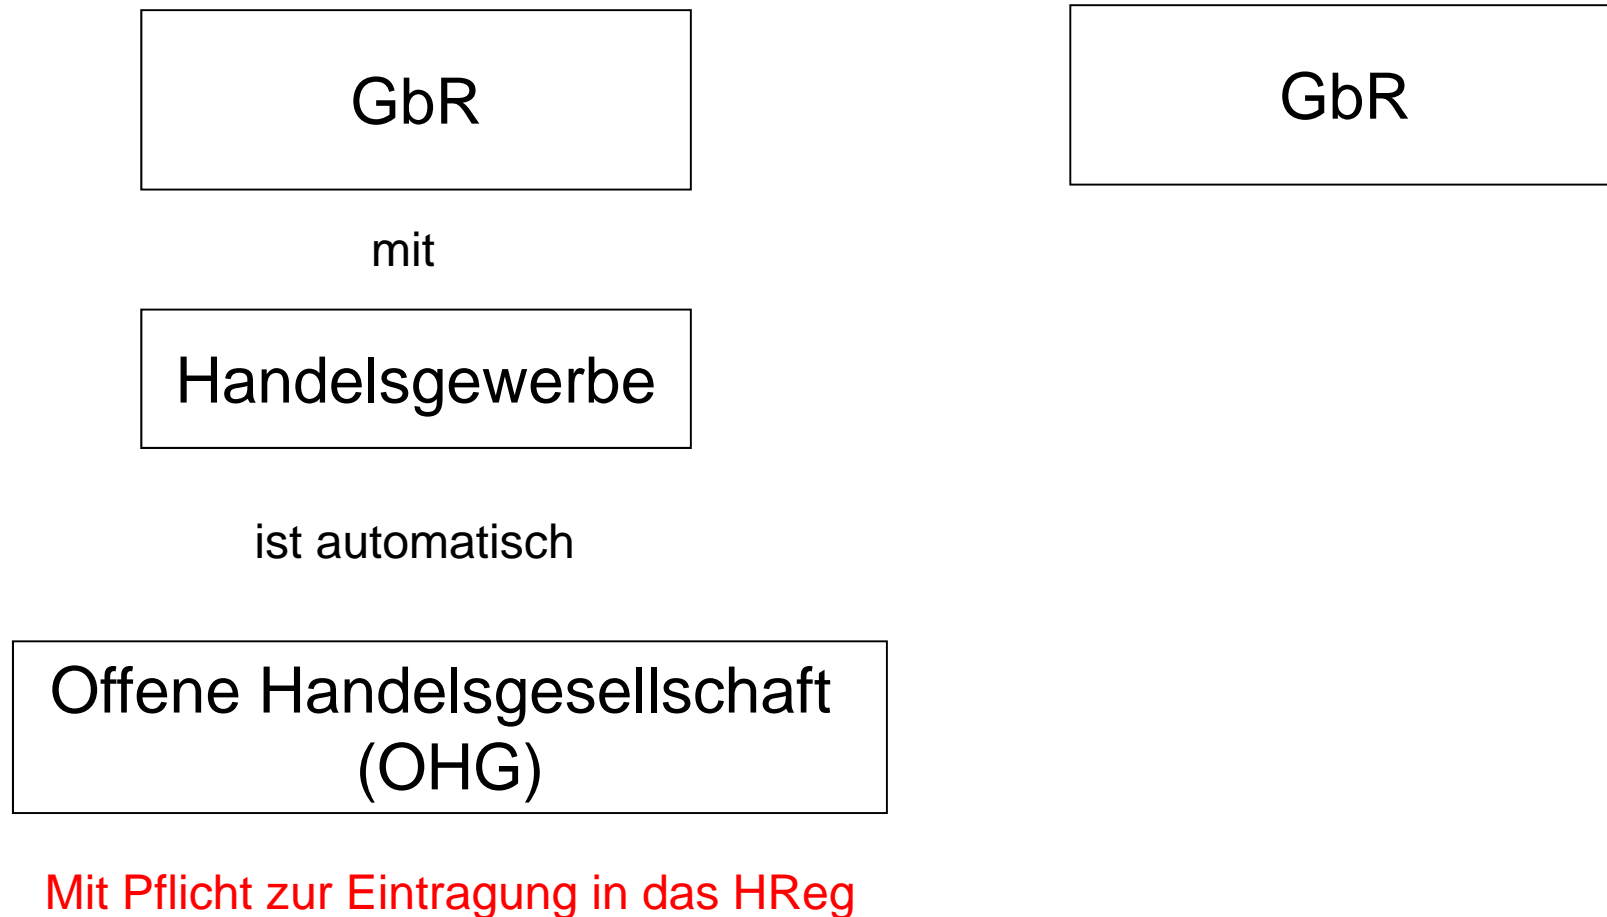 GbR
mit
Handelsgewerbe
ist automatisch
Offene Handelsgesellschaft
(OHG)
Mit Pflicht zur Eintragung in das HReg
GbR